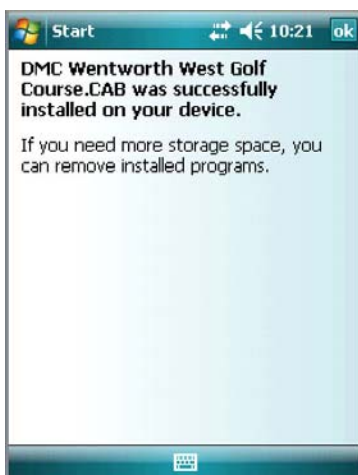 Start 10:21 ok
DMC Wentworth West Golf
Course.CAB was successfully
installed on your device.
If you need more storage space, you
can remove installed programs.